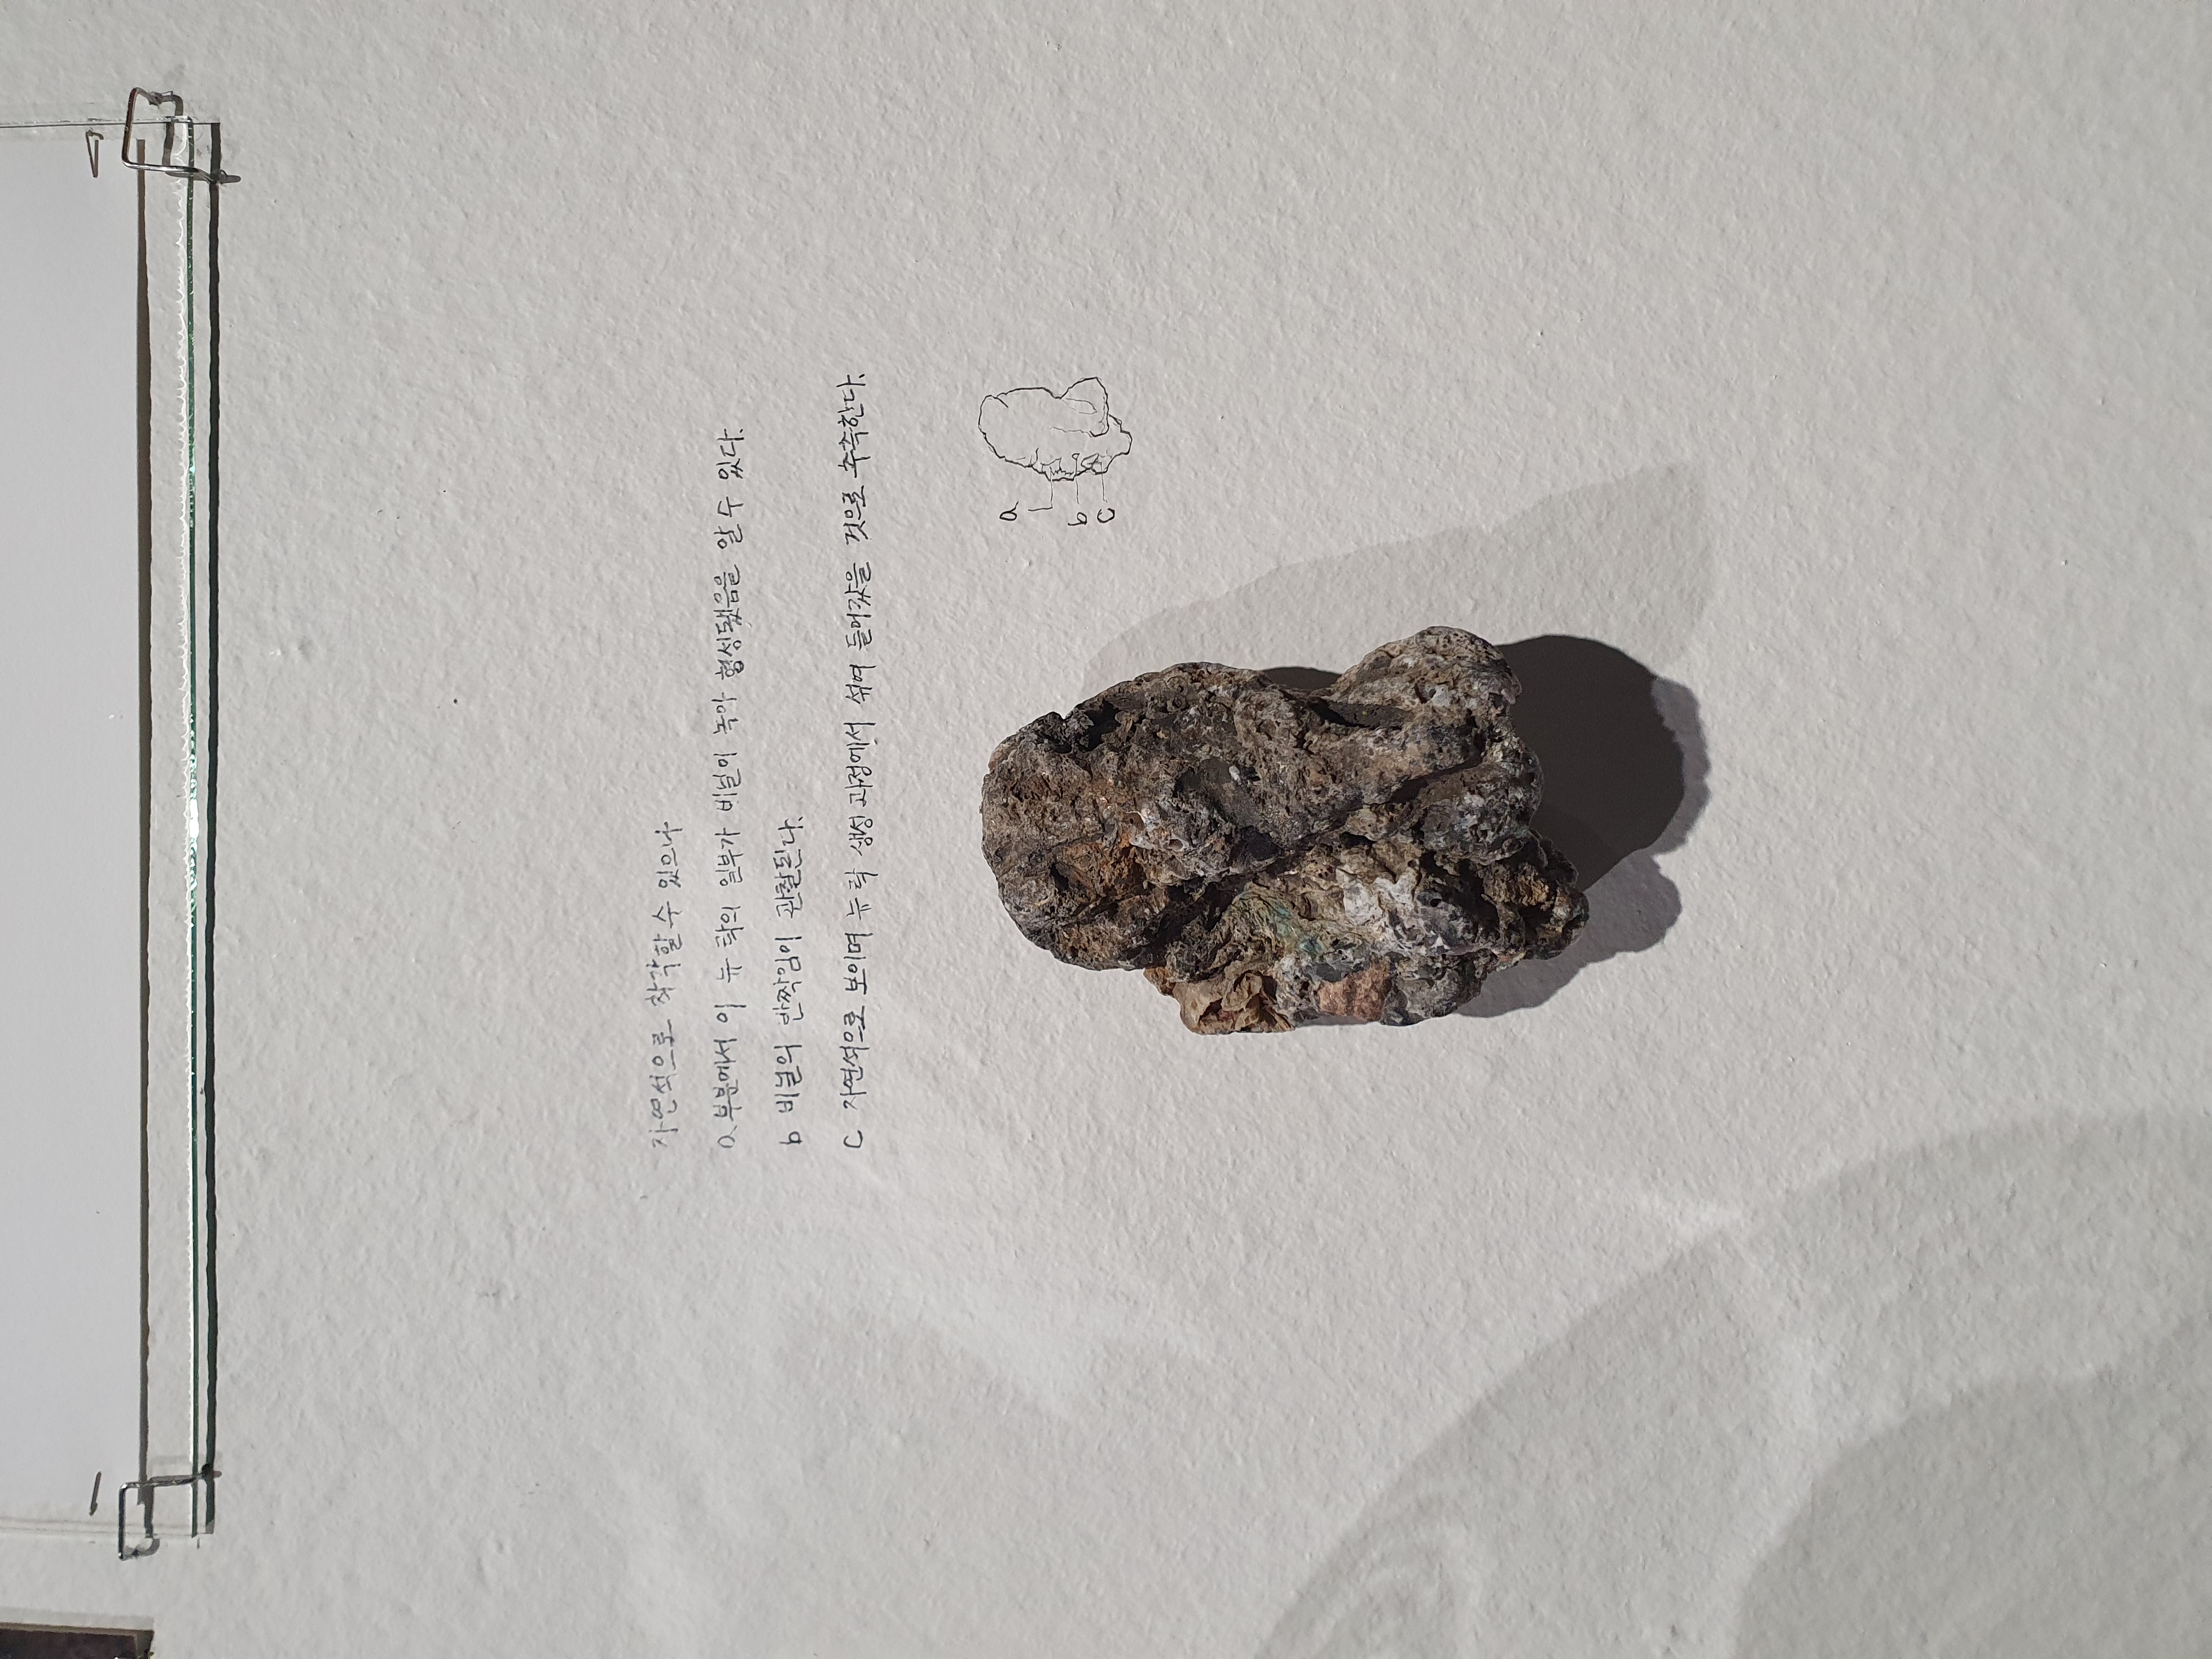 자연석으로 착각할 수 있으나
a 부분에서 이 뉴 락의 일부가 비닐이 녹아 형성됐음을 알 수 있다.
b 비닐의 반짝임이 관찰된다.
c 자연석으로 보이며 뉴 락 생성 과정에서 섞여 들어갔을 것으로 추측한다.
a
b
c